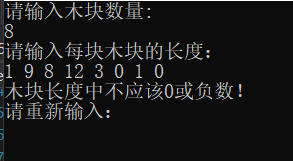 请输入木块数量:
8
请输入每块木块的长度：
1 9 8 12 3 0 1 0
木块长度中不应该0或负数！
请重新输入：